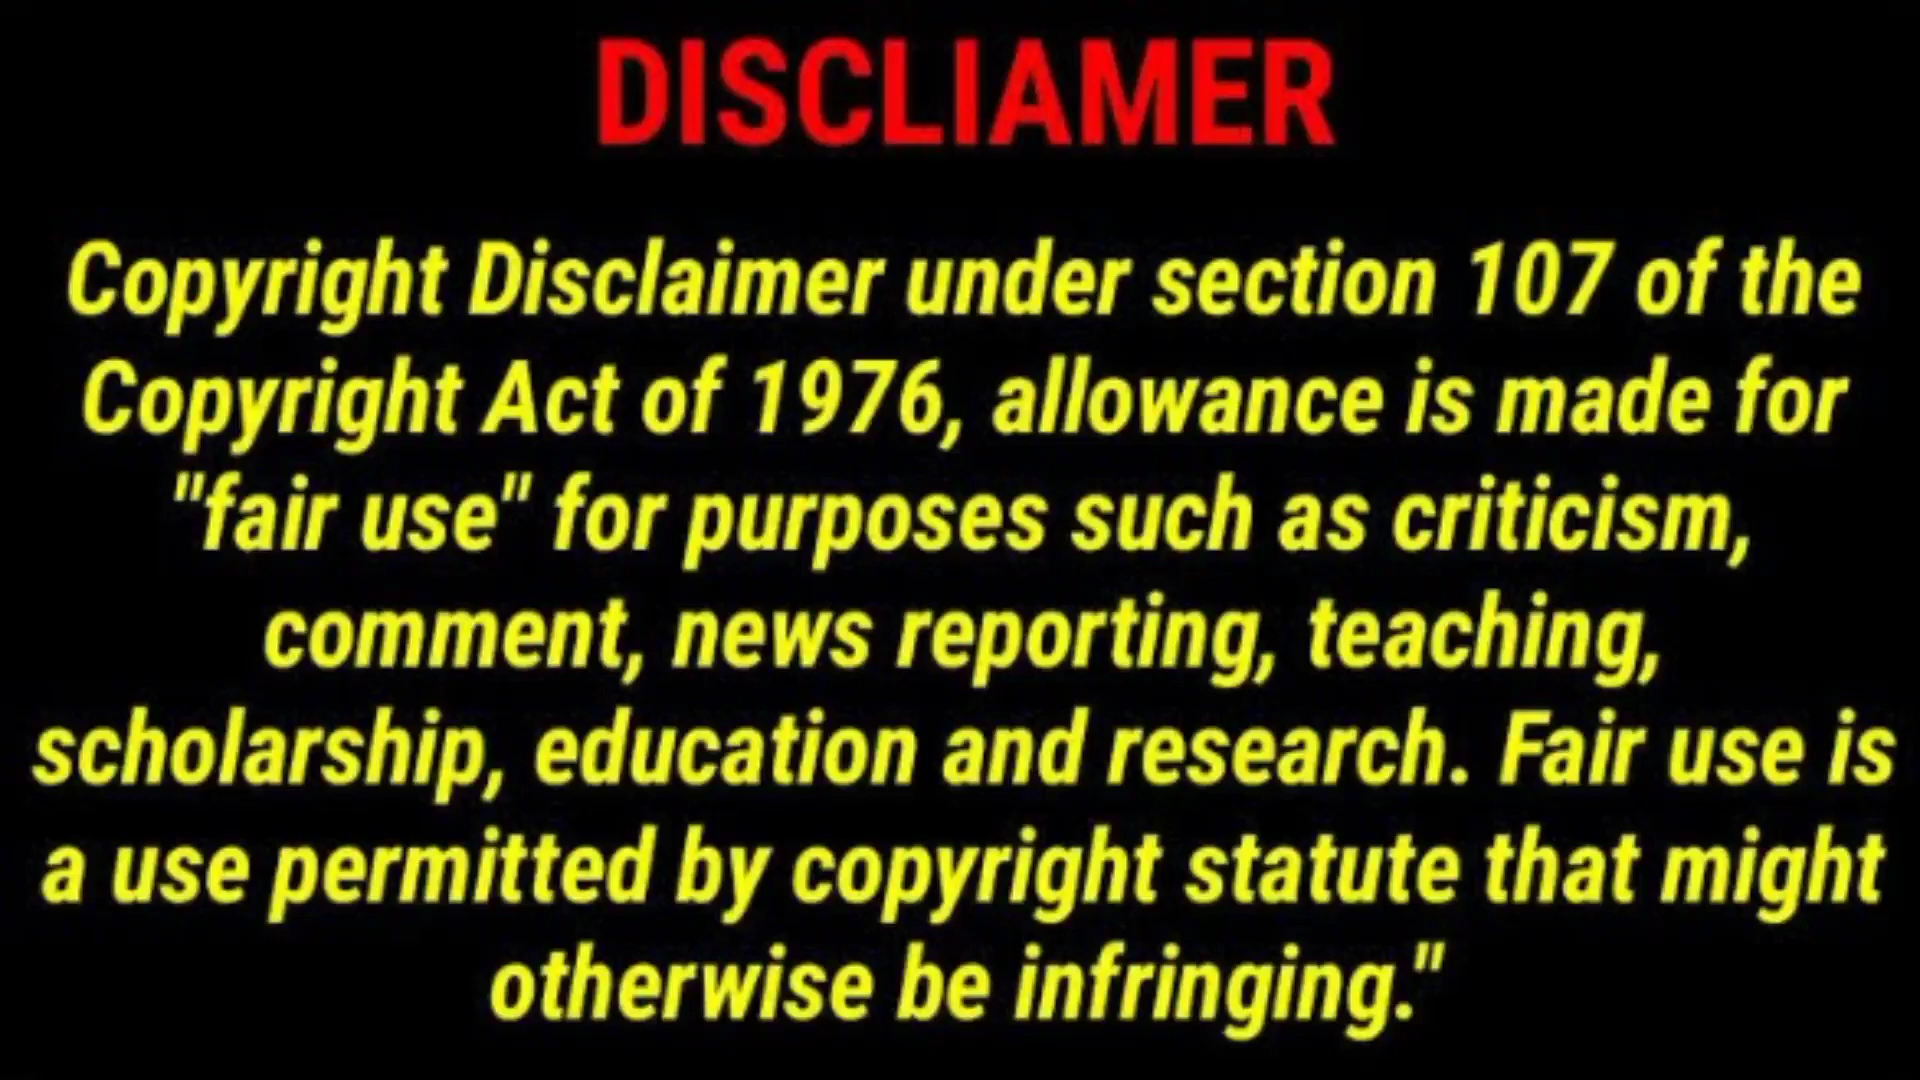 DISCLIAMER
Copyright Disclaimer under section 107 of the
Copyright Act of 1976, allowance is made for
"fair use" for purposes such as criticism,
comment, news reporting, teaching,
scholarship, education and research. Fair use is
a use permitted by copyright statute that might
otherwise be infringing."